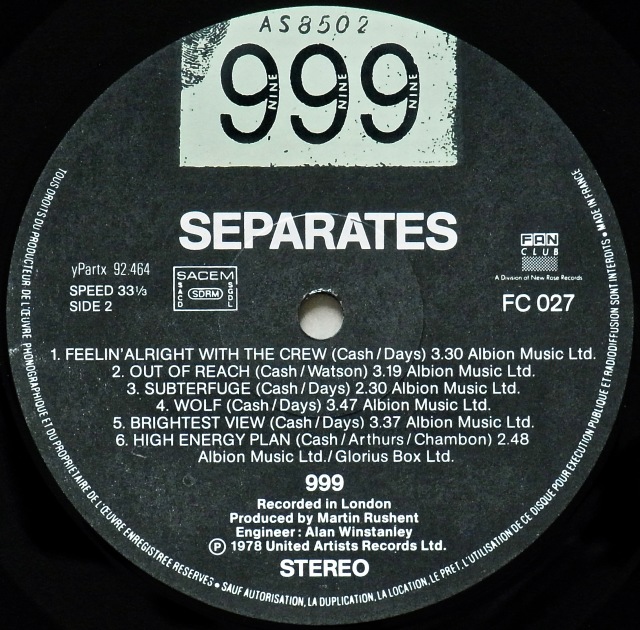 AS8502
999
NINE NINE NINE
SEPARATES
yPartx 92.464
SPEED 33⅓
SIDE 2
SACEM
SACD
SDRM
SGDL
FAN
CLUB
A Division of New Rose Records
FC 027
1. FEELIN'ALRIGHT WITH THE CREW (Cash/Days) 3.30 Albion Music Ltd.
2. OUT OF REACH (Cash/Watson) 3.19 Albion Music Ltd.
3. SUBTERFUGE (Cash/Days) 2.30 Albion Music Ltd.
4. WOLF (Cash/Days) 3.47 Albion Music Ltd.
5. BRIGHTEST VIEW (Cash/Days) 3.37 Albion Music Ltd.
6. HIGH ENERGY PLAN (Cash/Arthurs/Chambon) 2.48
Albion Music Ltd./Glorius Box Ltd.
999
Recorded in London
Produced by Martin Rushent
Engineer: Alan Winstanley
℗ 1978 United Artists Records Ltd.
STEREO
TOUS DROITS DU PRODUCTEUR DE L'ŒUVRE PHONOGRAPHIQUE ET DU PROPRIETAIRE DE L'ŒUVRE ENREGISTREE RESERVES • SAUF AUTORISATION, LA DUPLICATION, LA LOCATION, LE PRET, L'UTILISATION DE CE DISQUE POUR EXECUTION PUBLIQUE ET RADIODIFFUSION SONT INTERDITS • MADE IN FRANCE